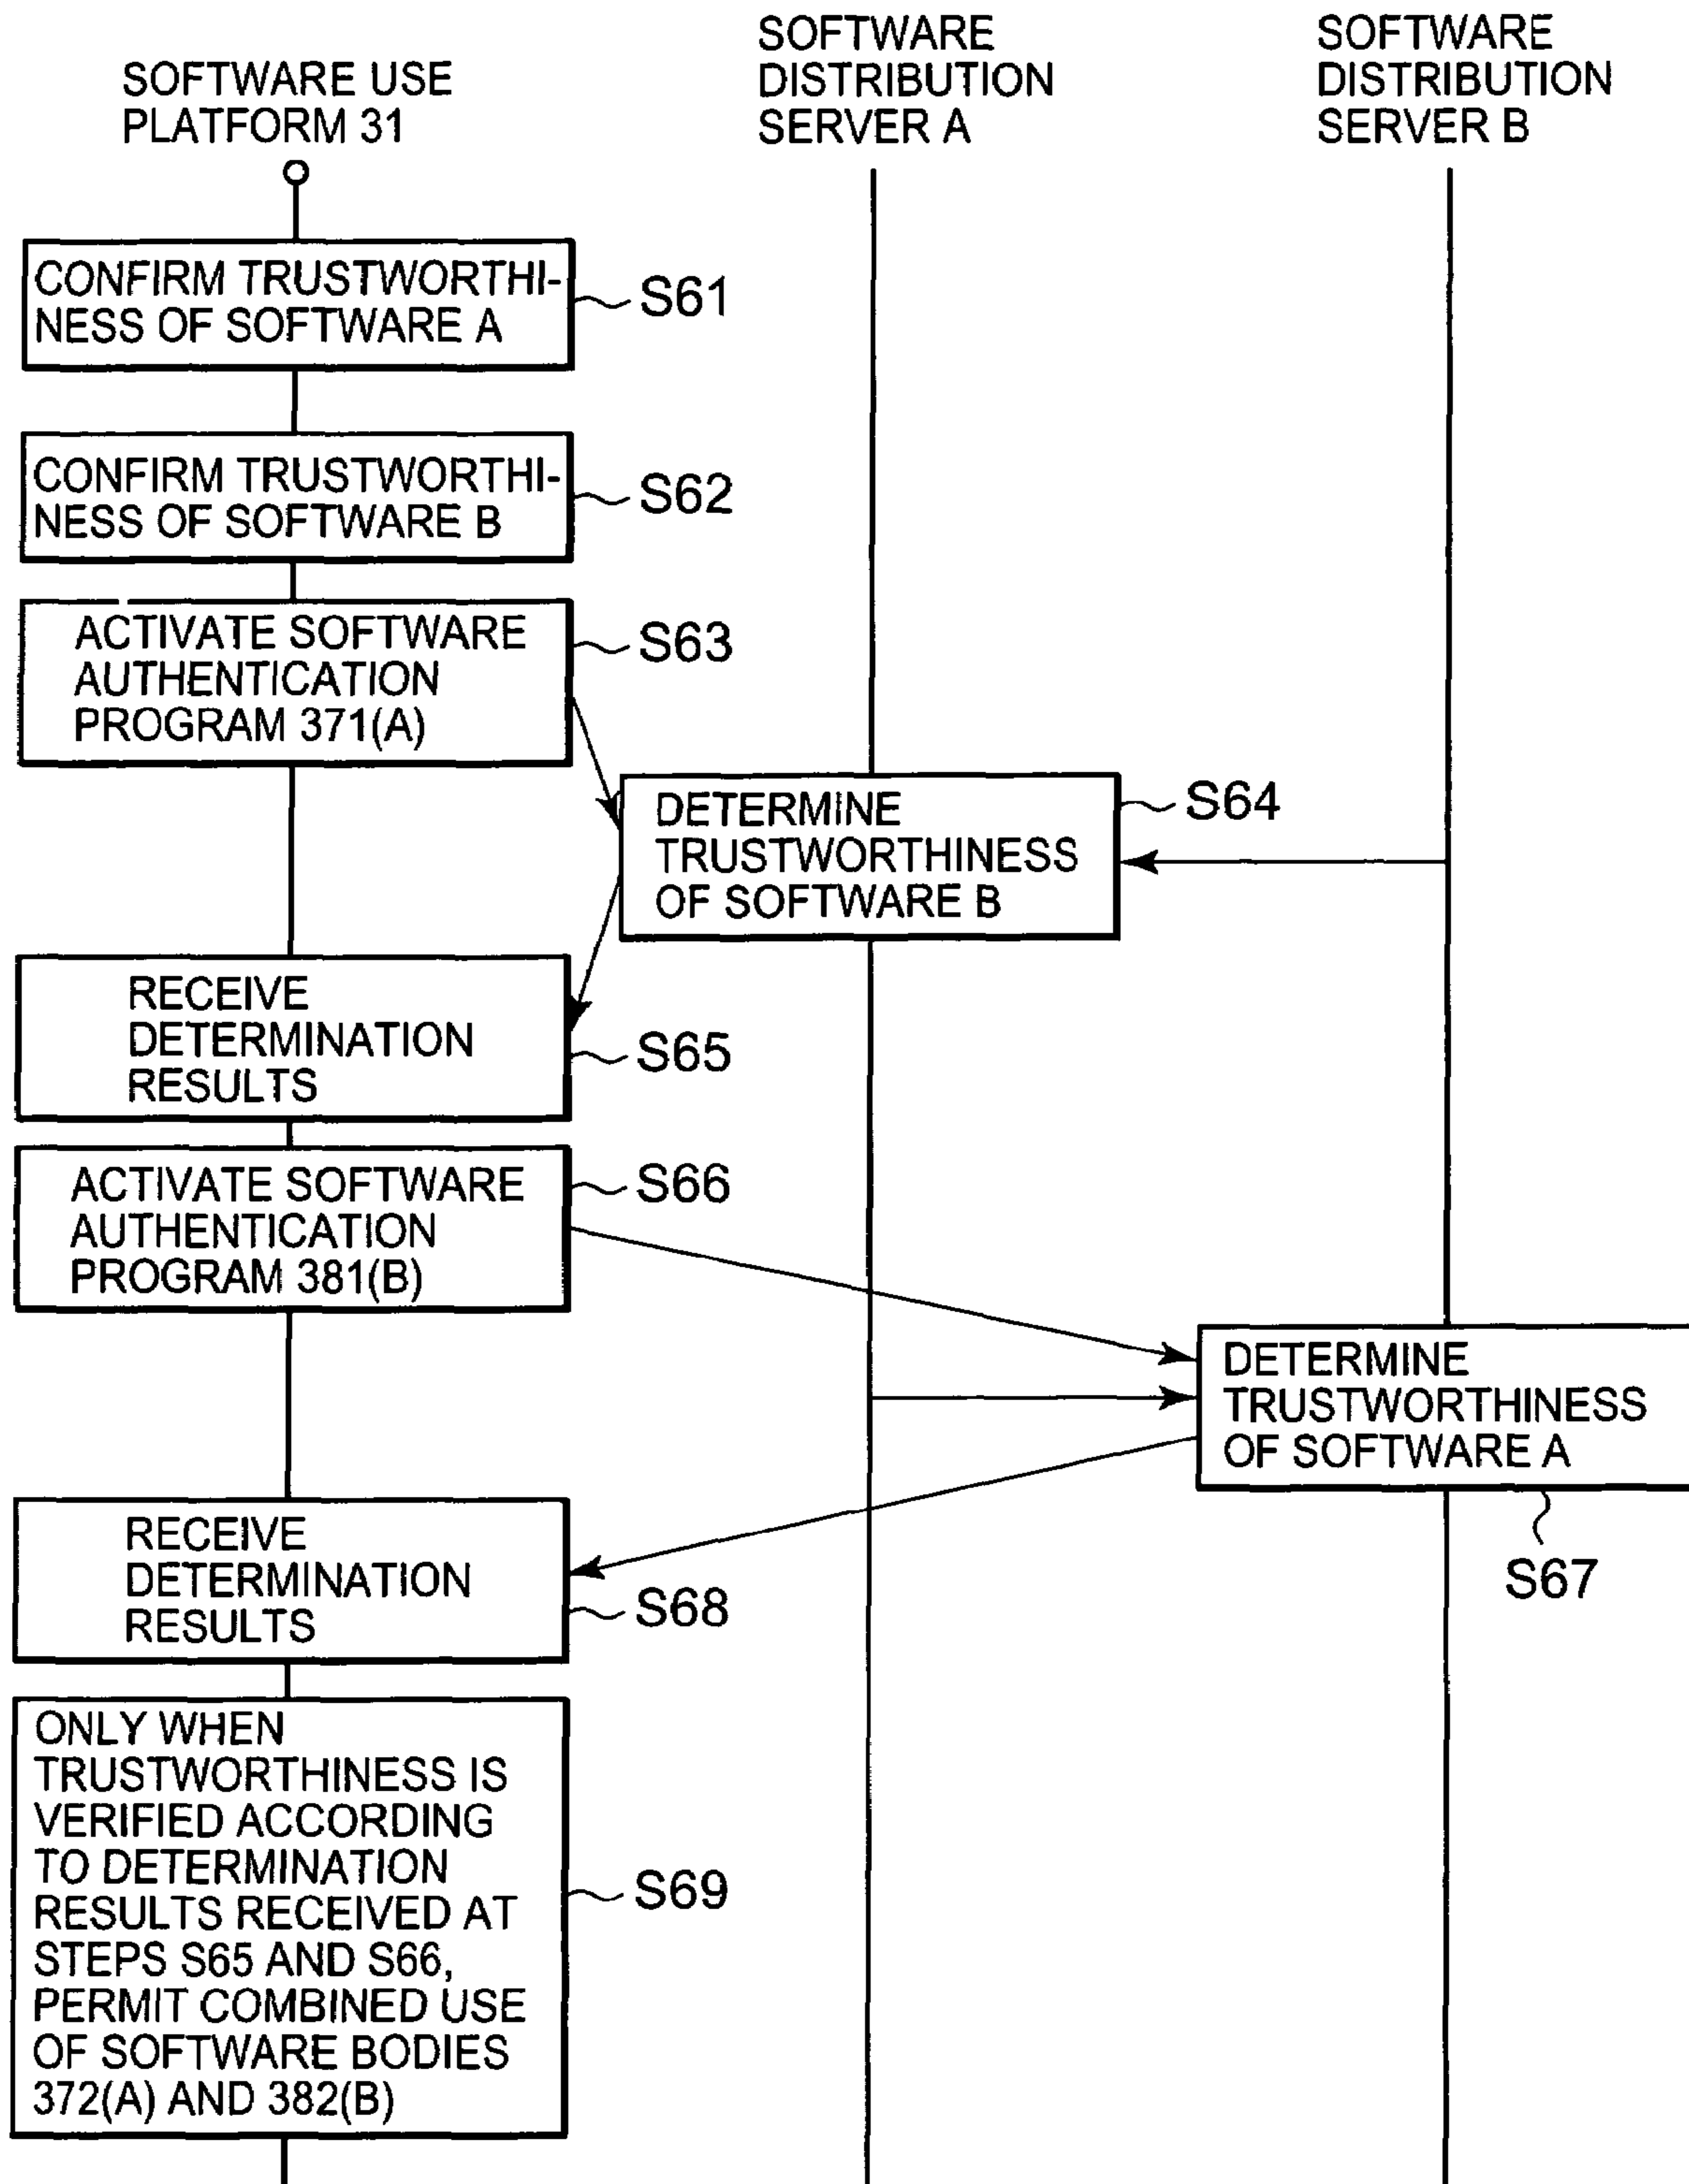 SOFTWARE USE
PLATFORM 31
SOFTWARE
DISTRIBUTION
SERVER A
SOFTWARE
DISTRIBUTION
SERVER B
CONFIRM TRUSTWORTHI-
NESS OF SOFTWARE A
S61
CONFIRM TRUSTWORTHI-
NESS OF SOFTWARE B
S62
ACTIVATE SOFTWARE
AUTHENTICATION
PROGRAM 371(A)
S63
DETERMINE
TRUSTWORTHINESS
OF SOFTWARE B
S64
RECEIVE
DETERMINATION
RESULTS
S65
ACTIVATE SOFTWARE
AUTHENTICATION
PROGRAM 381(B)
S66
DETERMINE
TRUSTWORTHINESS
OF SOFTWARE A
S67
RECEIVE
DETERMINATION
RESULTS
S68
ONLY WHEN
TRUSTWORTHINESS IS
VERIFIED ACCORDING
TO DETERMINATION
RESULTS RECEIVED AT
STEPS S65 AND S66,
PERMIT COMBINED USE
OF SOFTWARE BODIES
372(A) AND 382(B)
S69